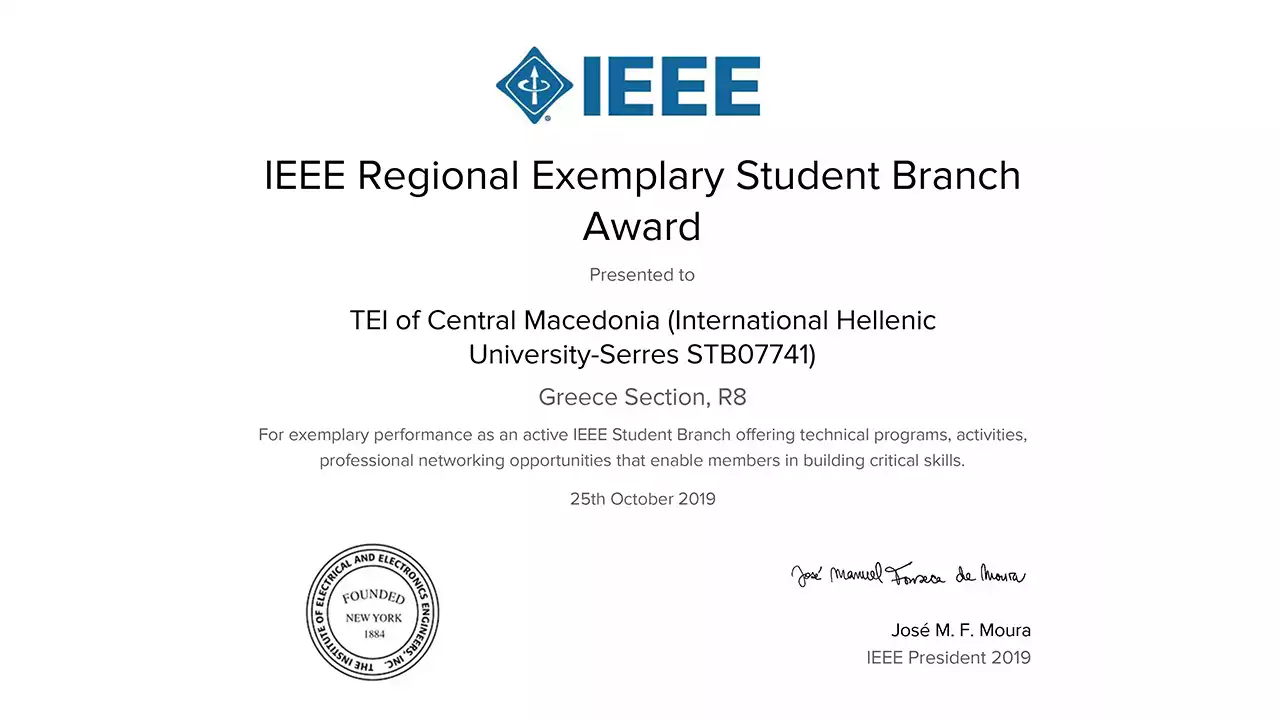 IEEE
IEEE Regional Exemplary Student Branch
Award
Presented to
TEI of Central Macedonia (International Hellenic
University-Serres STB07741)
Greece Section, R8
For exemplary performance as an active IEEE Student Branch offering technical programs, activities,
professional networking opportunities that enable members in building critical skills.
25th October 2019
THE INSTITUTE OF ELECTRICAL AND ELECTRONICS ENGINEERS, INC.
FOUNDED
NEW YORK
1884
José Manuel Fonseca de Moura
José M. F. Moura
IEEE President 2019